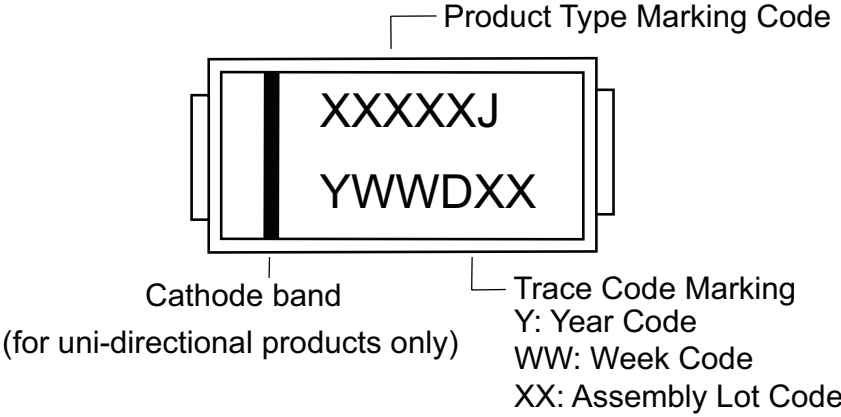 Product Type Marking Code
XXXXXJ
YWWDXX
Cathode band
(for uni-directional products only)
Trace Code Marking
Y: Year Code
WW: Week Code
XX: Assembly Lot Code